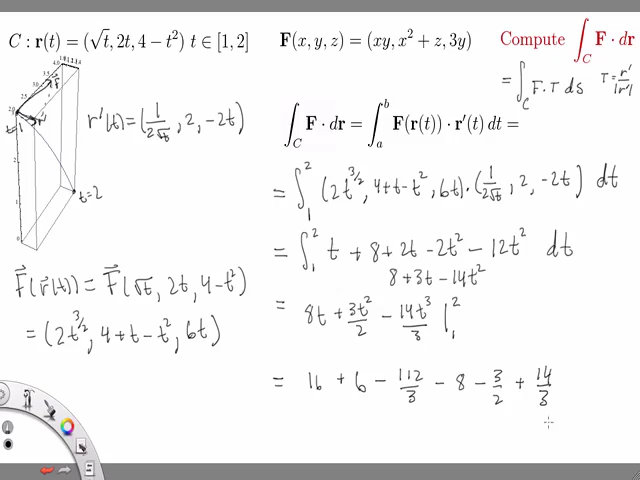 C : r(t) = (√t, 2t, 4 − t²) t ∈ [1, 2]
F(x, y, z) = (xy, x² + z, 3y)
Compute ∫_C F · dr
= ∫_C F · T ds T = r'/|r'|
r'(t) = (1/(2√t), 2, −2t)
t=1
t=2
∫_C F · dr = ∫_a^b F(r(t)) · r'(t) dt =
= ∫_1^2 (2t^{3/2}, 4+t−t², 6t) · (1/(2√t), 2, −2t) dt
= ∫_1^2 t + 8 + 2t − 2t² − 12t² dt
8 + 3t − 14t²
= 8t + 3t²/2 − 14t³/3 |_1^2
= 16 + 6 − 112/3 − 8 − 3/2 + 14/3
F⃗(r⃗(t)) = F⃗(√t, 2t, 4−t²)
= (2t^{3/2}, 4+t−t², 6t)